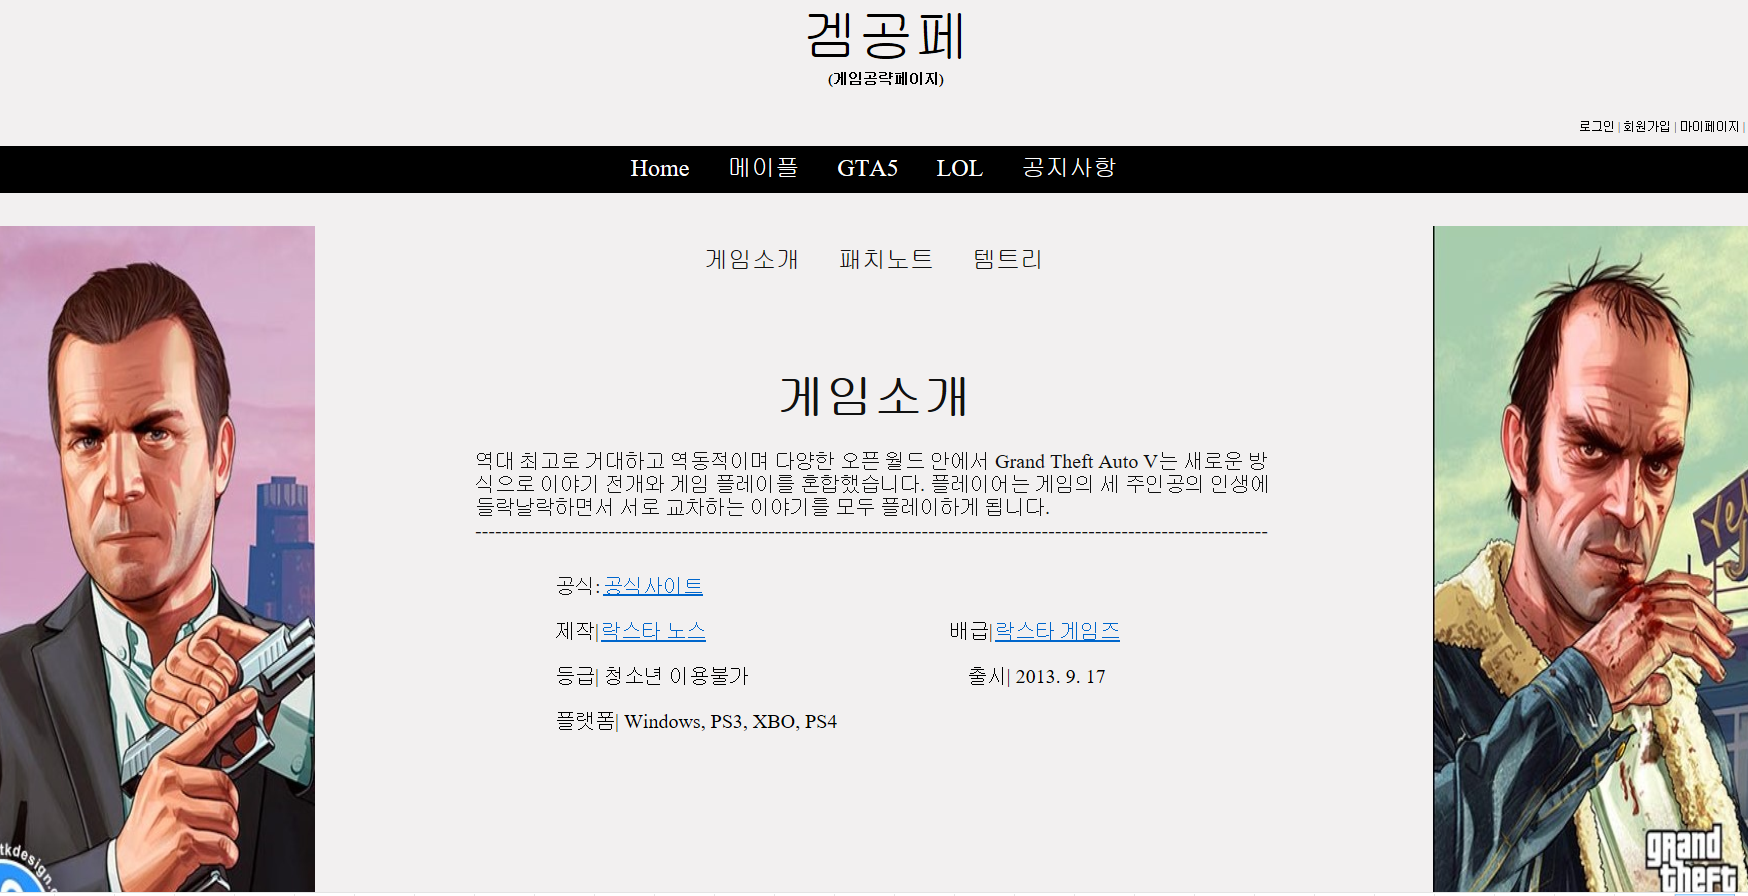 겜공페
(게임공략페이지)
로그인 | 회원가입 | 마이페이지 |
Home 메이플 GTA5 LOL 공지사항
게임소개 패치노트 템트리
게임소개
역대 최고로 거대하고 역동적이며 다양한 오픈 월드 안에서 Grand Theft Auto V는 새로운 방
식으로 이야기 전개와 게임 플레이를 혼합했습니다. 플레이어는 게임의 세 주인공의 인생에
들락날락하면서 서로 교차하는 이야기를 모두 플레이하게 됩니다.
공식: 공식사이트
제작| 락스타 노스 배급| 락스타 게임즈
등급| 청소년 이용불가 출시| 2013. 9. 17
플랫폼| Windows, PS3, XBO, PS4
grand
theft